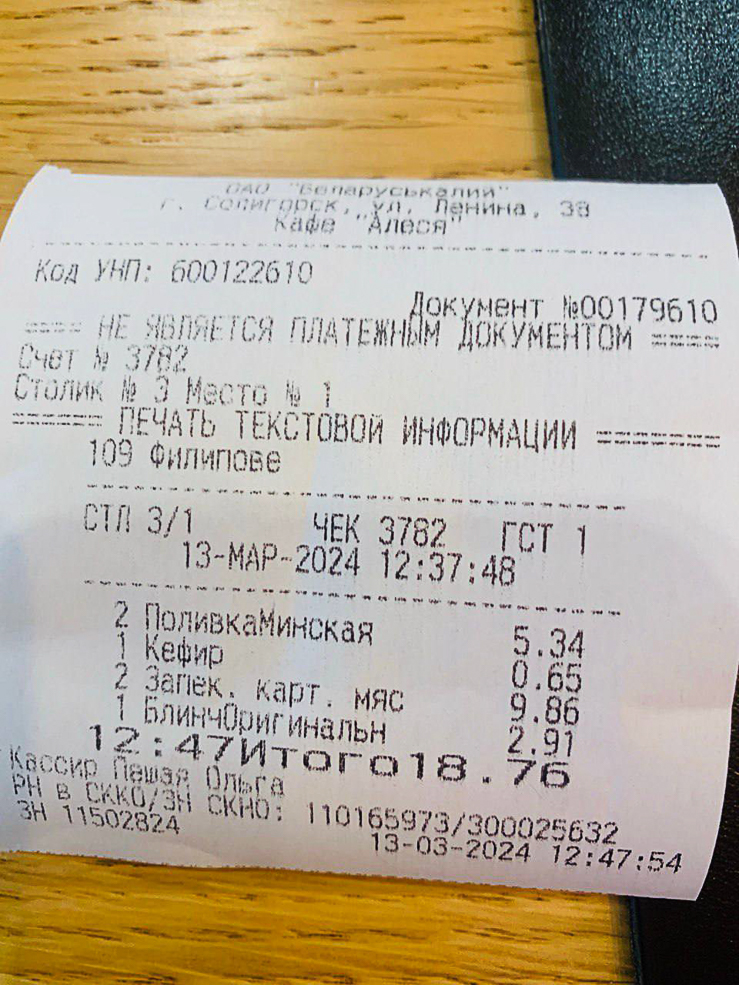 ОАО "Беларуськалий"
г. Солигорск, ул. Ленина, 38
Кафе "Алеся"
Код УНП: 600122610
Документ №00179610
==== НЕ ЯВЛЯЕТСЯ ПЛАТЕЖНЫМ ДОКУМЕНТОМ =====
Счет № 3782
Столик № 3 Место № 1
====== ПЕЧАТЬ ТЕКСТОВОЙ ИНФОРМАЦИИ ========
109 Филипове
СТЛ 3/1 ЧЕК 3782 ГСТ 1
13-МАР-2024 12:37:48
2 ПоливкаМинская 5.34
1 Кефир 0.65
2 Запек. карт. мяс 9.86
1 БлинчОригинальн 2.91
12:47Итого18.76
Кассир Пешая Ольга
РН в СККО/ЗН СКНО: 110165973/300025632
ЗН 11502824
13-03-2024 12:47:54